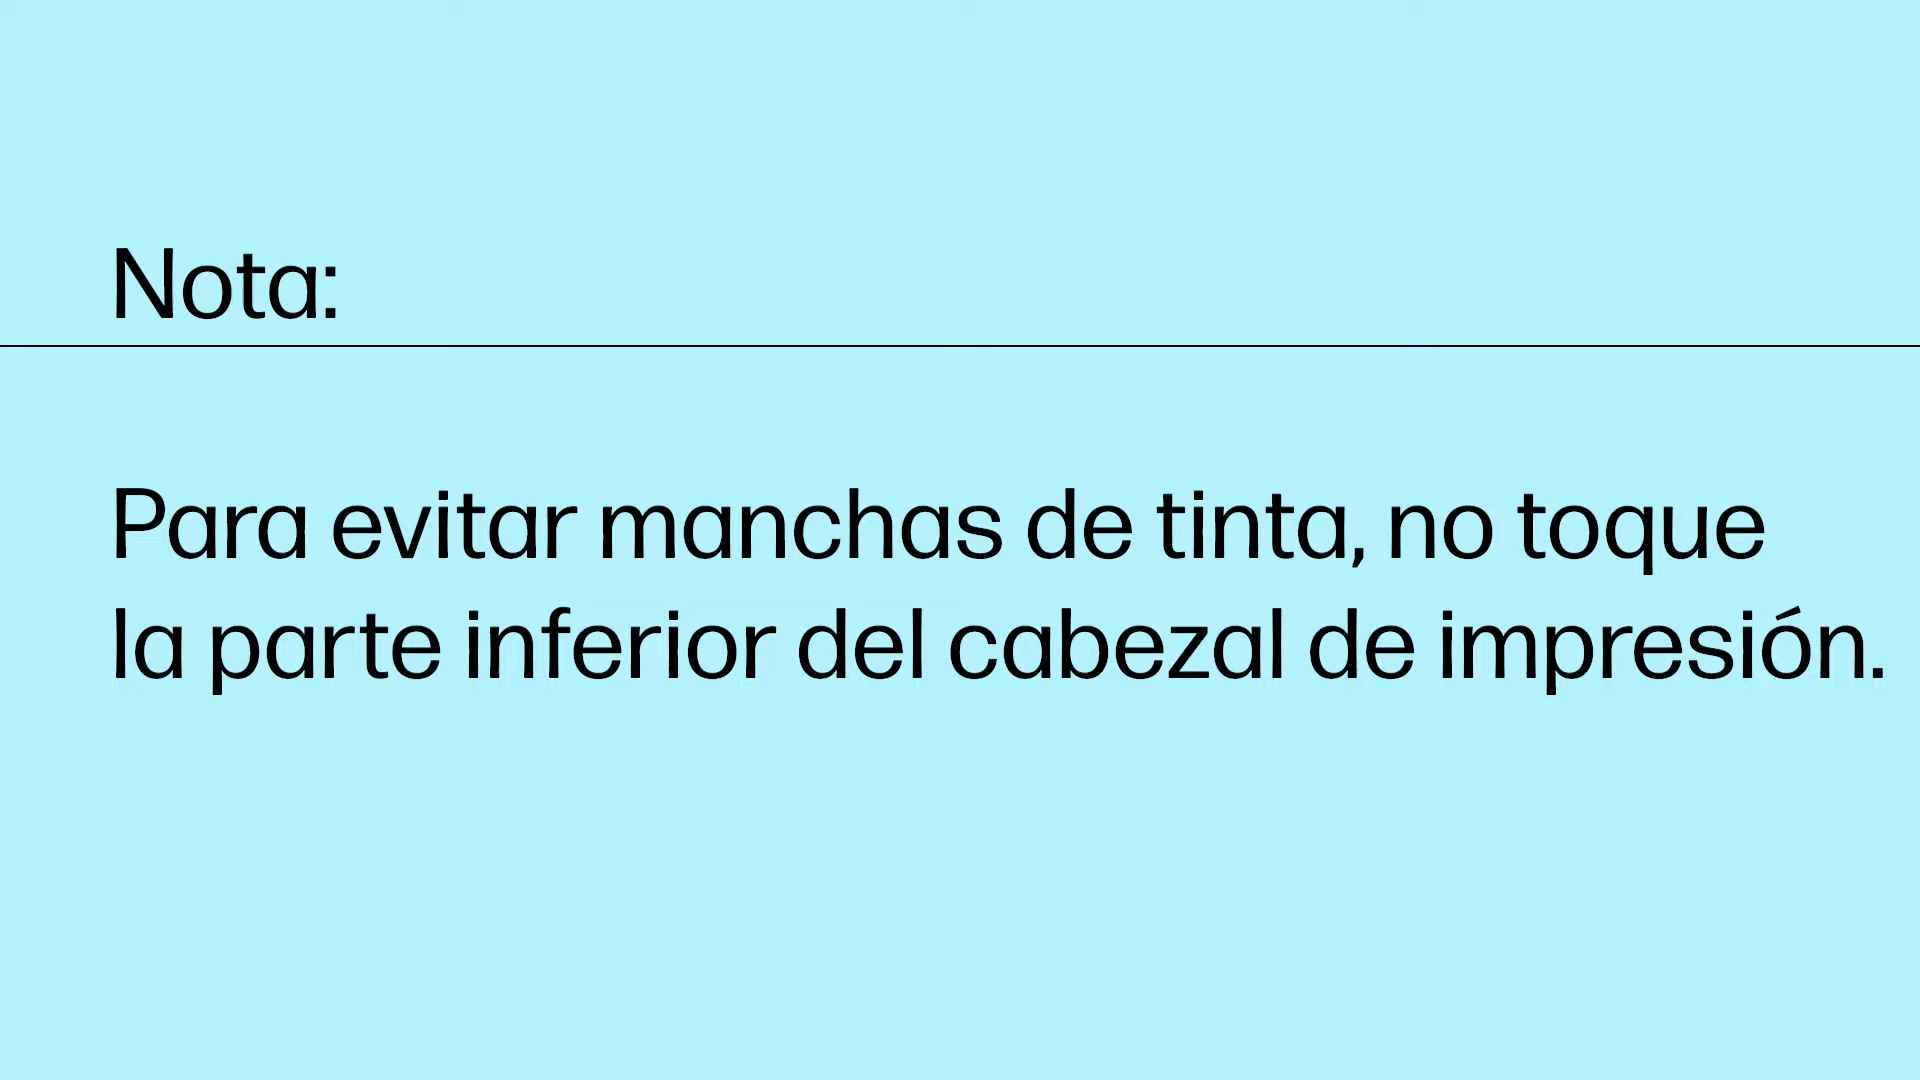 Nota:
Para evitar manchas de tinta, no toque
la parte inferior del cabezal de impresión.